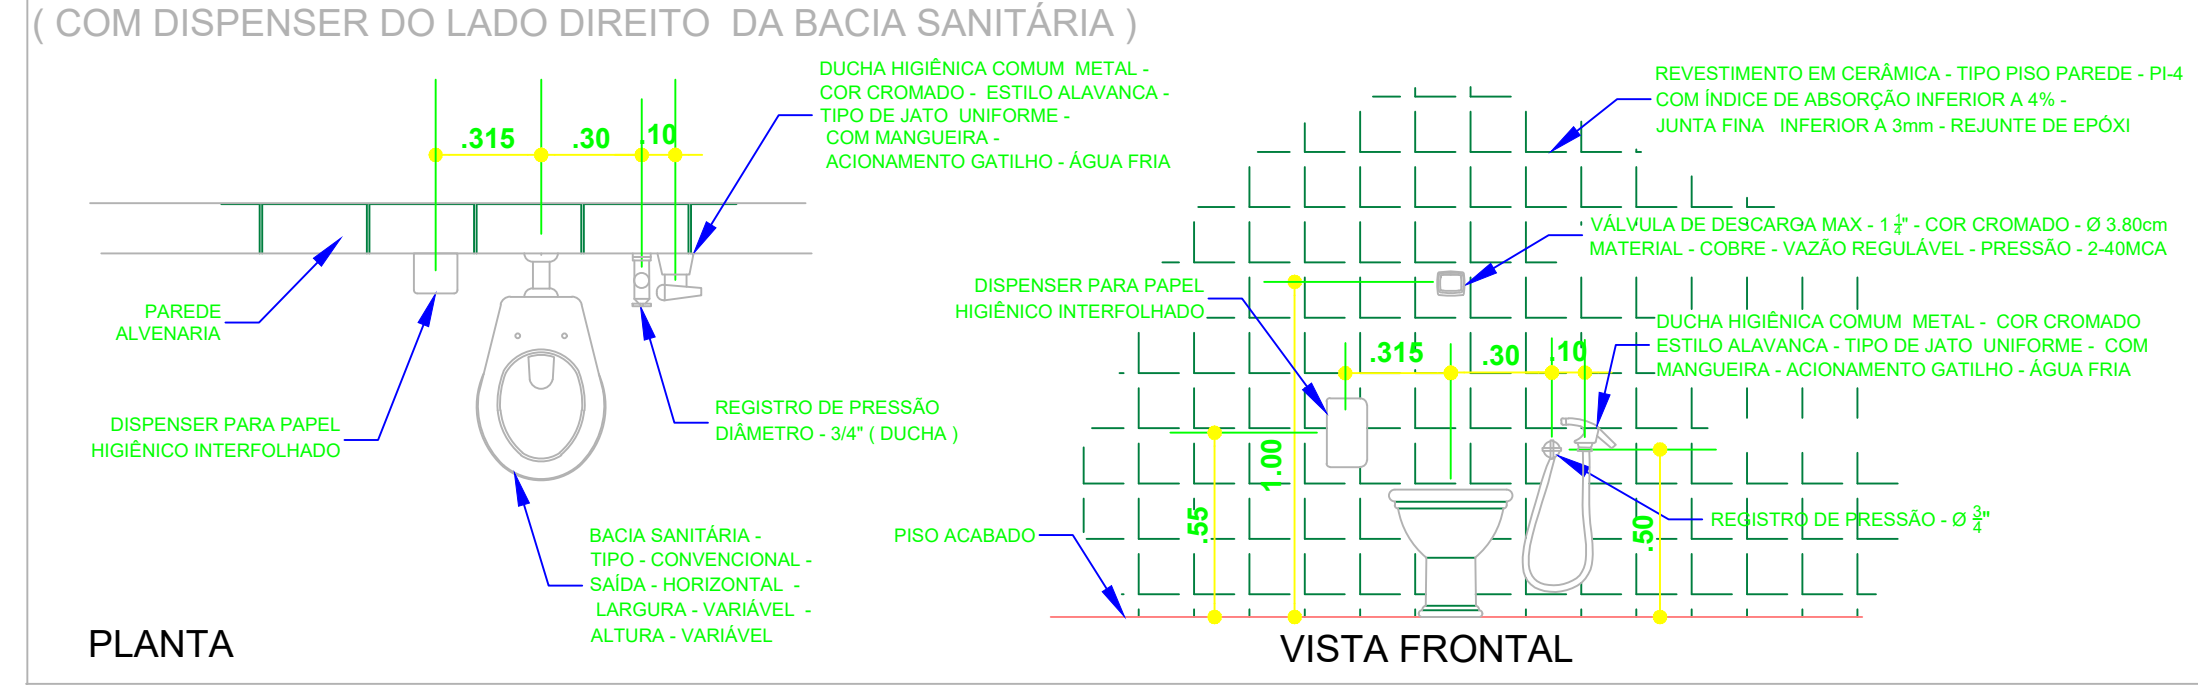 ( COM DISPENSER DO LADO DIREITO DA BACIA SANITÁRIA )
DUCHA HIGIÊNICA COMUM METAL -
COR CROMADO - ESTILO ALAVANCA -
TIPO DE JATO UNIFORME -
COM MANGUEIRA -
ACIONAMENTO GATILHO - ÁGUA FRIA
.315
.30
.10
PAREDE
ALVENARIA
DISPENSER PARA PAPEL
HIGIÊNICO INTERFOLHADO
REGISTRO DE PRESSÃO
DIÂMETRO - 3/4" ( DUCHA )
BACIA SANITÁRIA -
TIPO - CONVENCIONAL -
SAÍDA - HORIZONTAL -
LARGURA - VARIÁVEL -
ALTURA - VARIÁVEL
PLANTA
REVESTIMENTO EM CERÂMICA - TIPO PISO PAREDE - PI-4
COM ÍNDICE DE ABSORÇÃO INFERIOR A 4% -
JUNTA FINA INFERIOR A 3mm - REJUNTE DE EPÓXI
VÁLVULA DE DESCARGA MAX - 1 1/4" - COR CROMADO - Ø 3.80cm
MATERIAL - COBRE - VAZÃO REGULÁVEL - PRESSÃO - 2-40MCA
DISPENSER PARA PAPEL
HIGIÊNICO INTERFOLHADO
DUCHA HIGIÊNICA COMUM METAL - COR CROMADO
ESTILO ALAVANCA - TIPO DE JATO UNIFORME - COM
MANGUEIRA - ACIONAMENTO GATILHO - ÁGUA FRIA
.315
.30
.10
1.00
.55
.50
REGISTRO DE PRESSÃO - Ø 3/4"
PISO ACABADO
VISTA FRONTAL